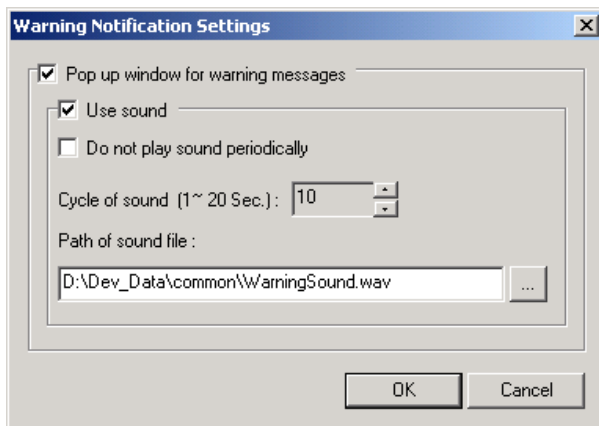 Warning Notification Settings
Pop up window for warning messages
Use sound
Do not play sound periodically
Cycle of sound (1~ 20 Sec.) : 10
Path of sound file :
D:\Dev_Data\common\WarningSound.wav ...
OK Cancel